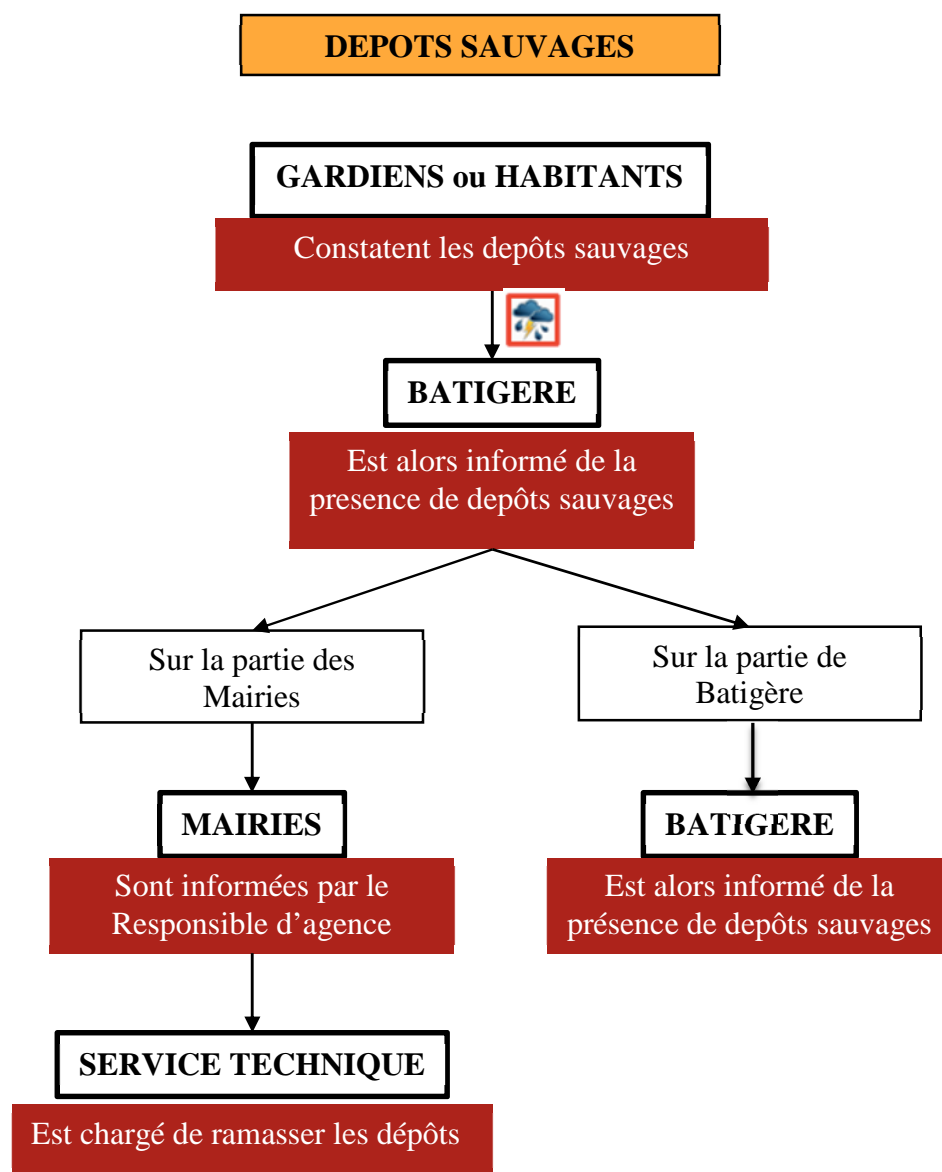 DEPOTS SAUVAGES
GARDIENS ou HABITANTS
Constatent les depôts sauvages
BATIGERE
Est alors informé de la
presence de depôts sauvages
Sur la partie des
Mairies
Sur la partie de
Batigère
MAIRIES
Sont informées par le
Responsible d’agence
BATIGERE
Est alors informé de la
présence de depôts sauvages
SERVICE TECHNIQUE
Est chargé de ramasser les dépôts